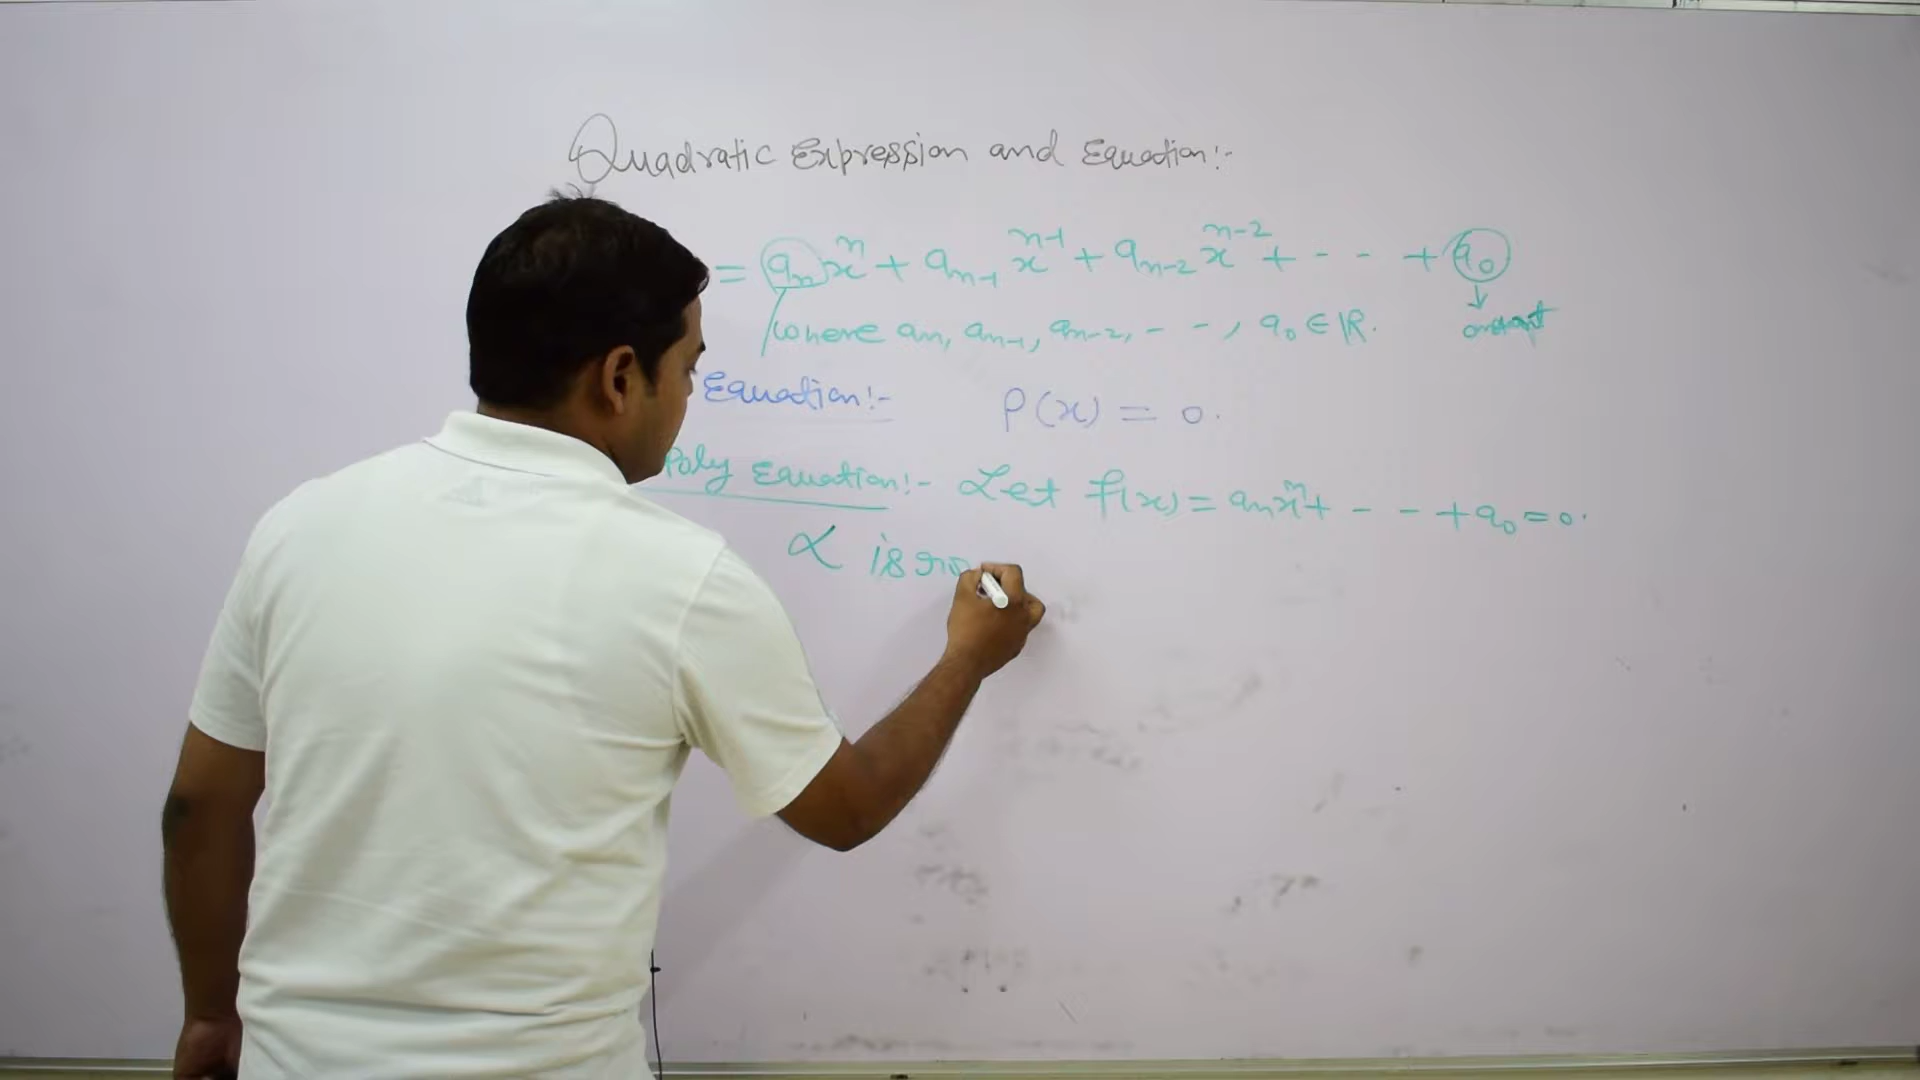 Quadratic Expression and Equation:-
= aₙxⁿ + aₙ₋₁xⁿ⁻¹ + aₙ₋₂xⁿ⁻² + - - + a₀
where aₙ, aₙ₋₁, aₙ₋₂, - - , a₀ ∈ ℝ. ↓ constant
Equation:- P(x) = 0.
Poly Equation:- Let f(x) = aₙxⁿ + - - + a₀ = 0.
α is